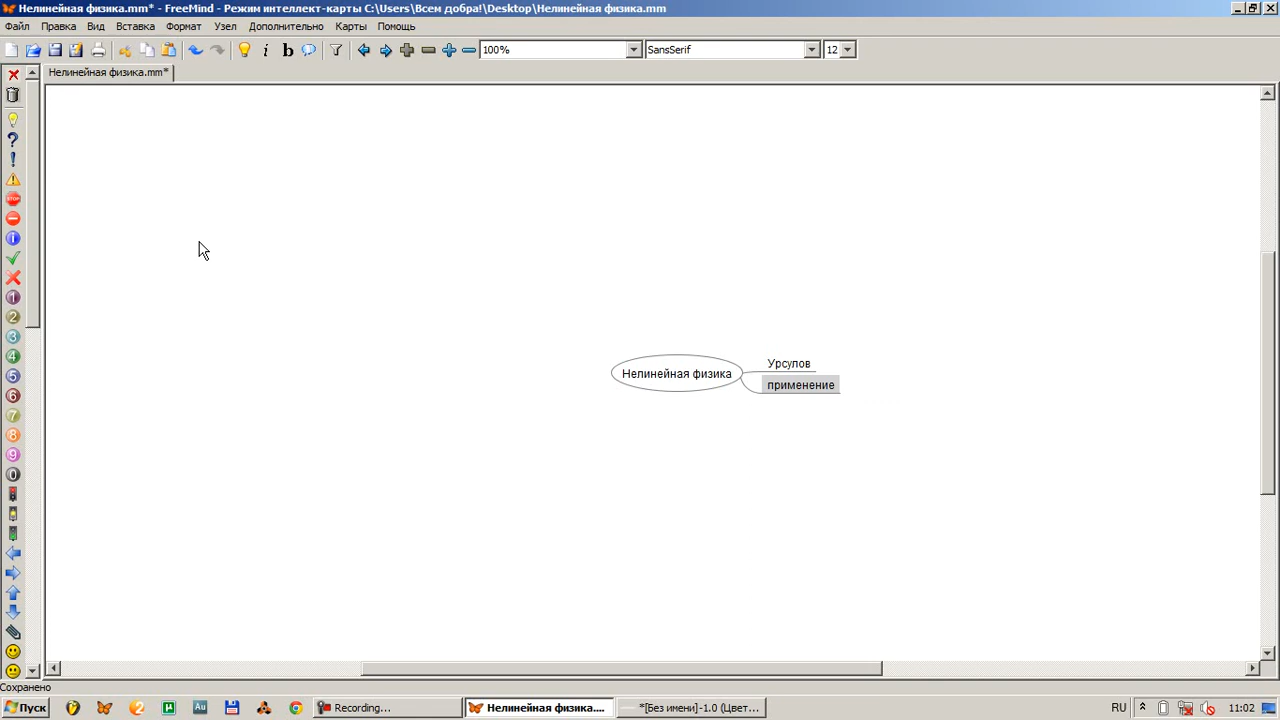 Нелинейная физика.mm* - FreeMind - Режим интеллект-карты C:\Users\Всем добра!\Desktop\Нелинейная физика.mm
Файл Правка Вид Вставка Формат Узел Дополнительно Карты Помощь
100% SansSerif 12
Нелинейная физика.mm*
Урсулов
Нелинейная физика
применение
Сохранено
Пуск Recording... Нелинейная физика.... *[Без имени]-1.0 (Цвет... RU 11:02